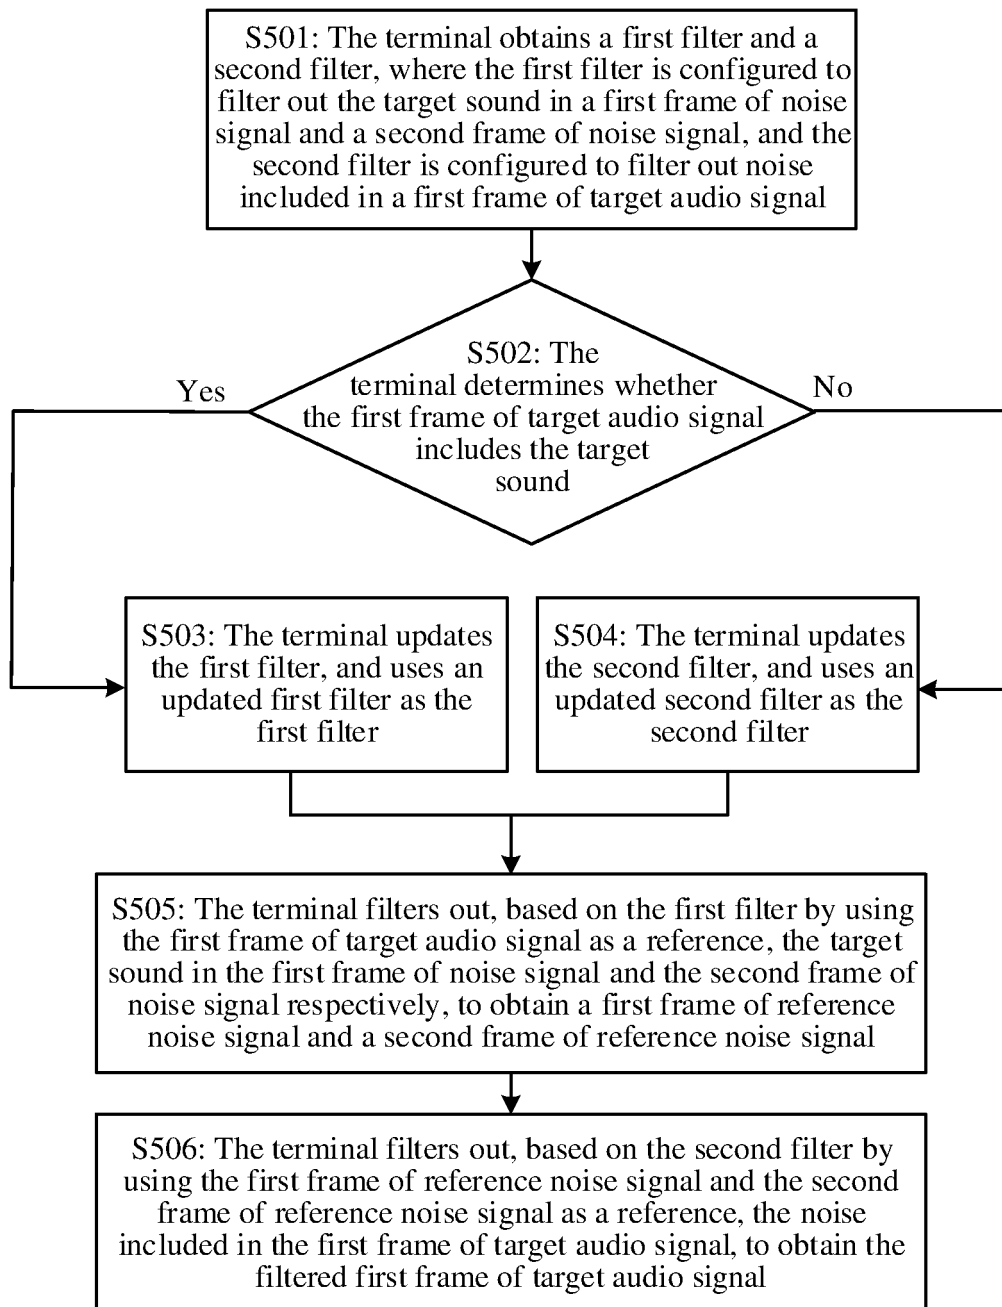 S501: The terminal obtains a first filter and a
second filter, where the first filter is configured to
filter out the target sound in a first frame of noise
signal and a second frame of noise signal, and the
second filter is configured to filter out noise
included in a first frame of target audio signal
S502: The
terminal determines whether
the first frame of target audio signal
includes the target
sound
Yes
No
S503: The terminal updates
the first filter, and uses an
updated first filter as the
first filter
S504: The terminal updates
the second filter, and uses an
updated second filter as the
second filter
S505: The terminal filters out, based on the first filter by using
the first frame of target audio signal as a reference, the target
sound in the first frame of noise signal and the second frame of
noise signal respectively, to obtain a first frame of reference
noise signal and a second frame of reference noise signal
S506: The terminal filters out, based on the second filter by
using the first frame of reference noise signal and the second
frame of reference noise signal as a reference, the noise
included in the first frame of target audio signal, to obtain the
filtered first frame of target audio signal